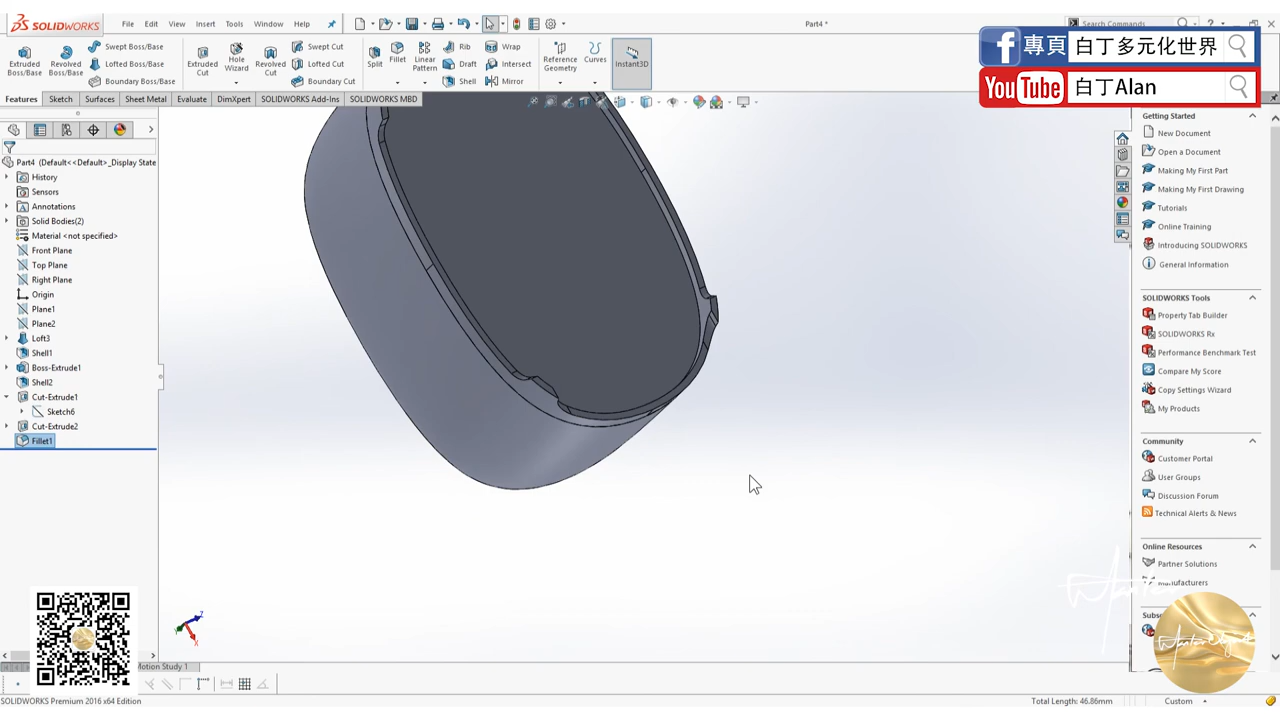 SOLIDWORKS
File Edit View Insert Tools Window Help
Part4 *
Search Commands
專頁 白丁多元化世界
YouTube 白丁Alan
Extruded Boss/Base
Revolved Boss/Base
Swept Boss/Base
Lofted Boss/Base
Boundary Boss/Base
Extruded Cut
Hole Wizard
Revolved Cut
Swept Cut
Lofted Cut
Boundary Cut
Split
Fillet
Linear Pattern
Rib
Draft
Shell
Wrap
Intersect
Mirror
Reference Geometry
Curves
Instant3D
Features Sketch Surfaces Sheet Metal Evaluate DimXpert SOLIDWORKS Add-Ins SOLIDWORKS MBD
Part4 (Default<<Default>_Display State
History
Sensors
Annotations
Solid Bodies(2)
Material <not specified>
Front Plane
Top Plane
Right Plane
Origin
Plane1
Plane2
Loft3
Shell1
Boss-Extrude1
Shell2
Cut-Extrude1
Sketch6
Cut-Extrude2
Fillet1
Getting Started
New Document
Open a Document
Making My First Part
Making My First Drawing
Tutorials
Online Training
Introducing SOLIDWORKS
General Information
SOLIDWORKS Tools
Property Tab Builder
SOLIDWORKS Rx
Performance Benchmark Test
Compare My Score
Copy Settings Wizard
My Products
Community
Customer Portal
User Groups
Discussion Forum
Technical Alerts & News
Online Resources
Partner Solutions
Manufacturers
Z
Y
X
Motion Study 1
SOLIDWORKS Premium 2016 x64 Edition
Total Length: 46.86mm
Custom